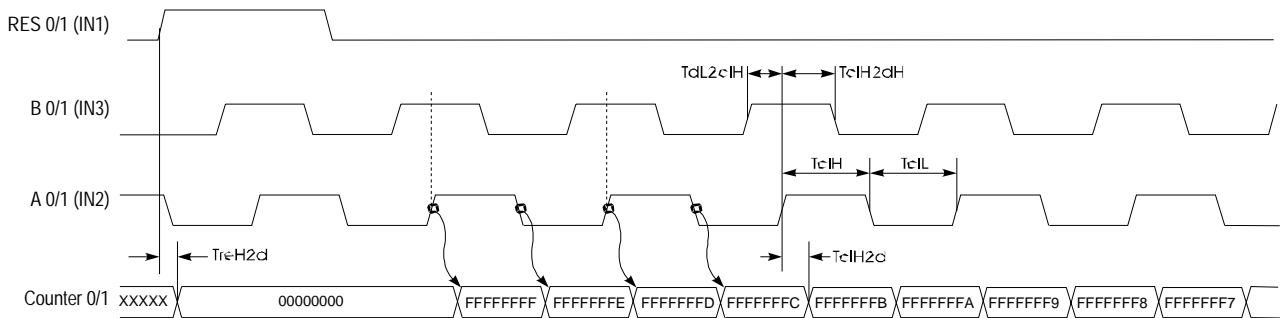 RES 0/1 (IN1)
TdL2clH
TclH2dH
B 0/1 (IN3)
TclH
TclL
A 0/1 (IN2)
TreH2d
TclH2d
Counter 0/1
XXXXX
00000000
FFFFFFFF
FFFFFFFE
FFFFFFFD
FFFFFFFC
FFFFFFFB
FFFFFFFA
FFFFFFF9
FFFFFFF8
FFFFFFF7